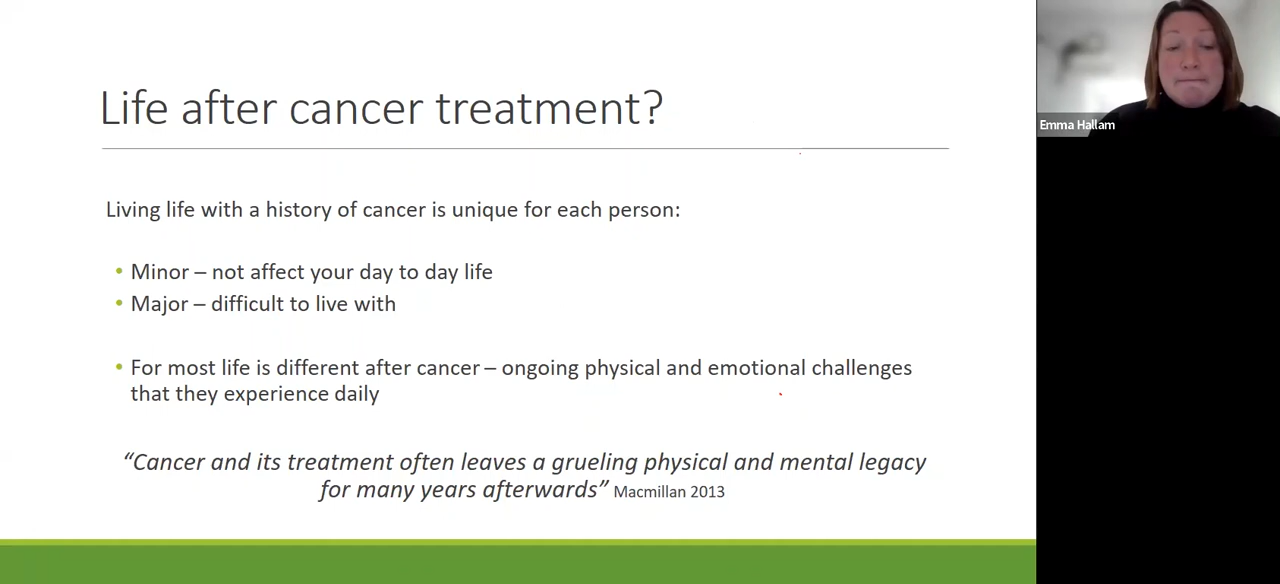 Life after cancer treatment?
Emma Hallam
Living life with a history of cancer is unique for each person:
• Minor – not affect your day to day life
• Major – difficult to live with
• For most life is different after cancer – ongoing physical and emotional challenges
that they experience daily
“Cancer and its treatment often leaves a grueling physical and mental legacy
for many years afterwards” Macmillan 2013